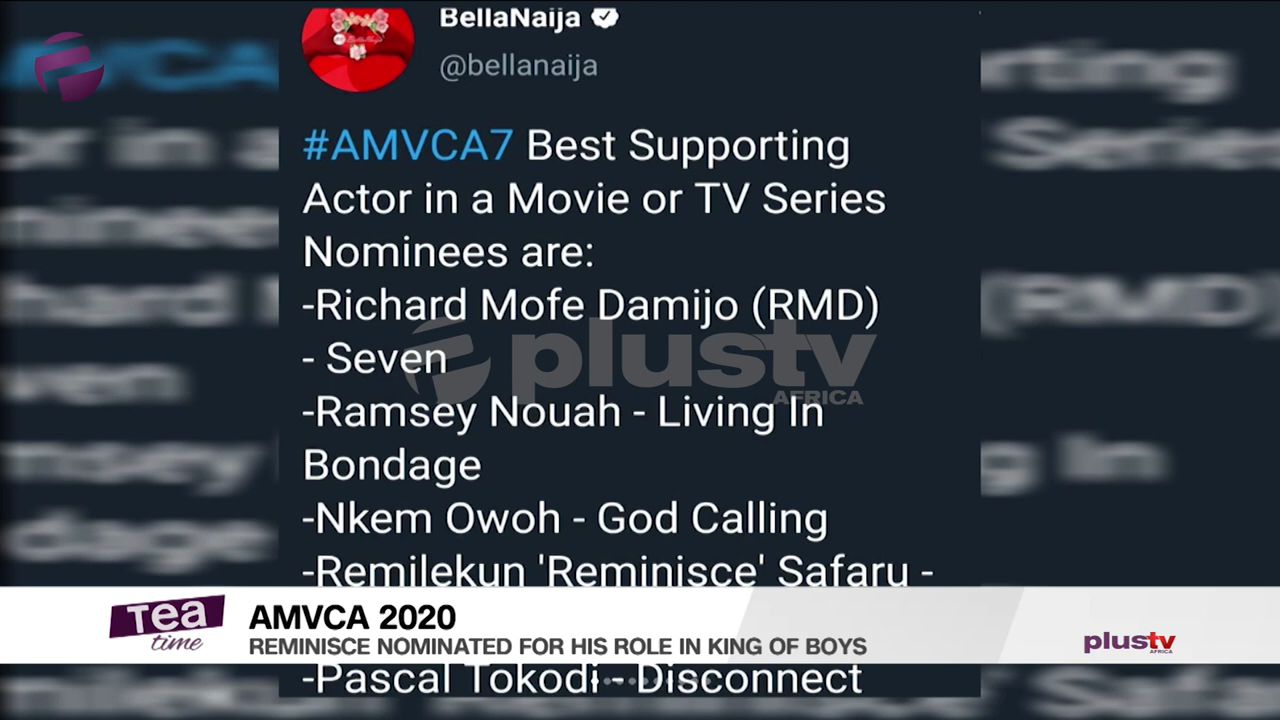 BellaNaija
@bellanaija
#AMVCA7 Best Supporting
Actor in a Movie or TV Series
Nominees are:
-Richard Mofe Damijo (RMD)
- Seven
-Ramsey Nouah - Living In
Bondage
-Nkem Owoh - God Calling
-Remilekun 'Reminisce' Safaru -
-Pascal Tokodi - Disconnect
plustv
AFRICA
Tea
time
AMVCA 2020
REMINISCE NOMINATED FOR HIS ROLE IN KING OF BOYS
plustv
AFRICA